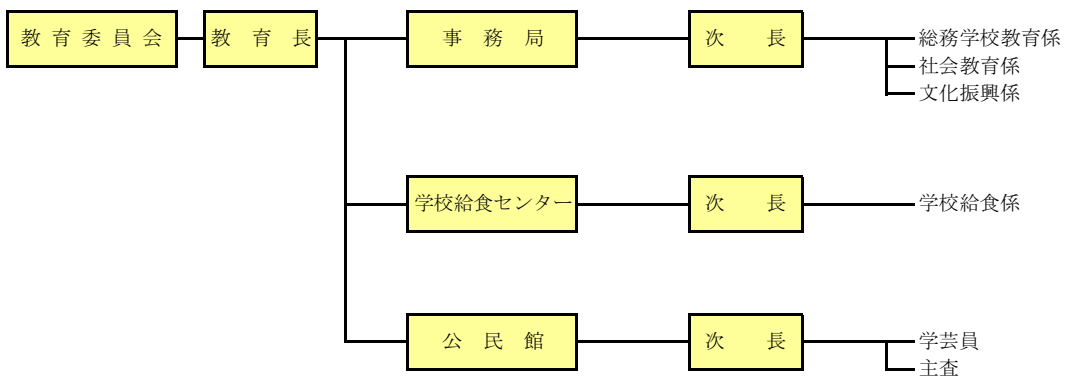 教育委員会
教育長
事務局
次長
総務学校教育係
社会教育係
文化振興係
学校給食センター
次長
学校給食係
公民館
次長
学芸員
主査